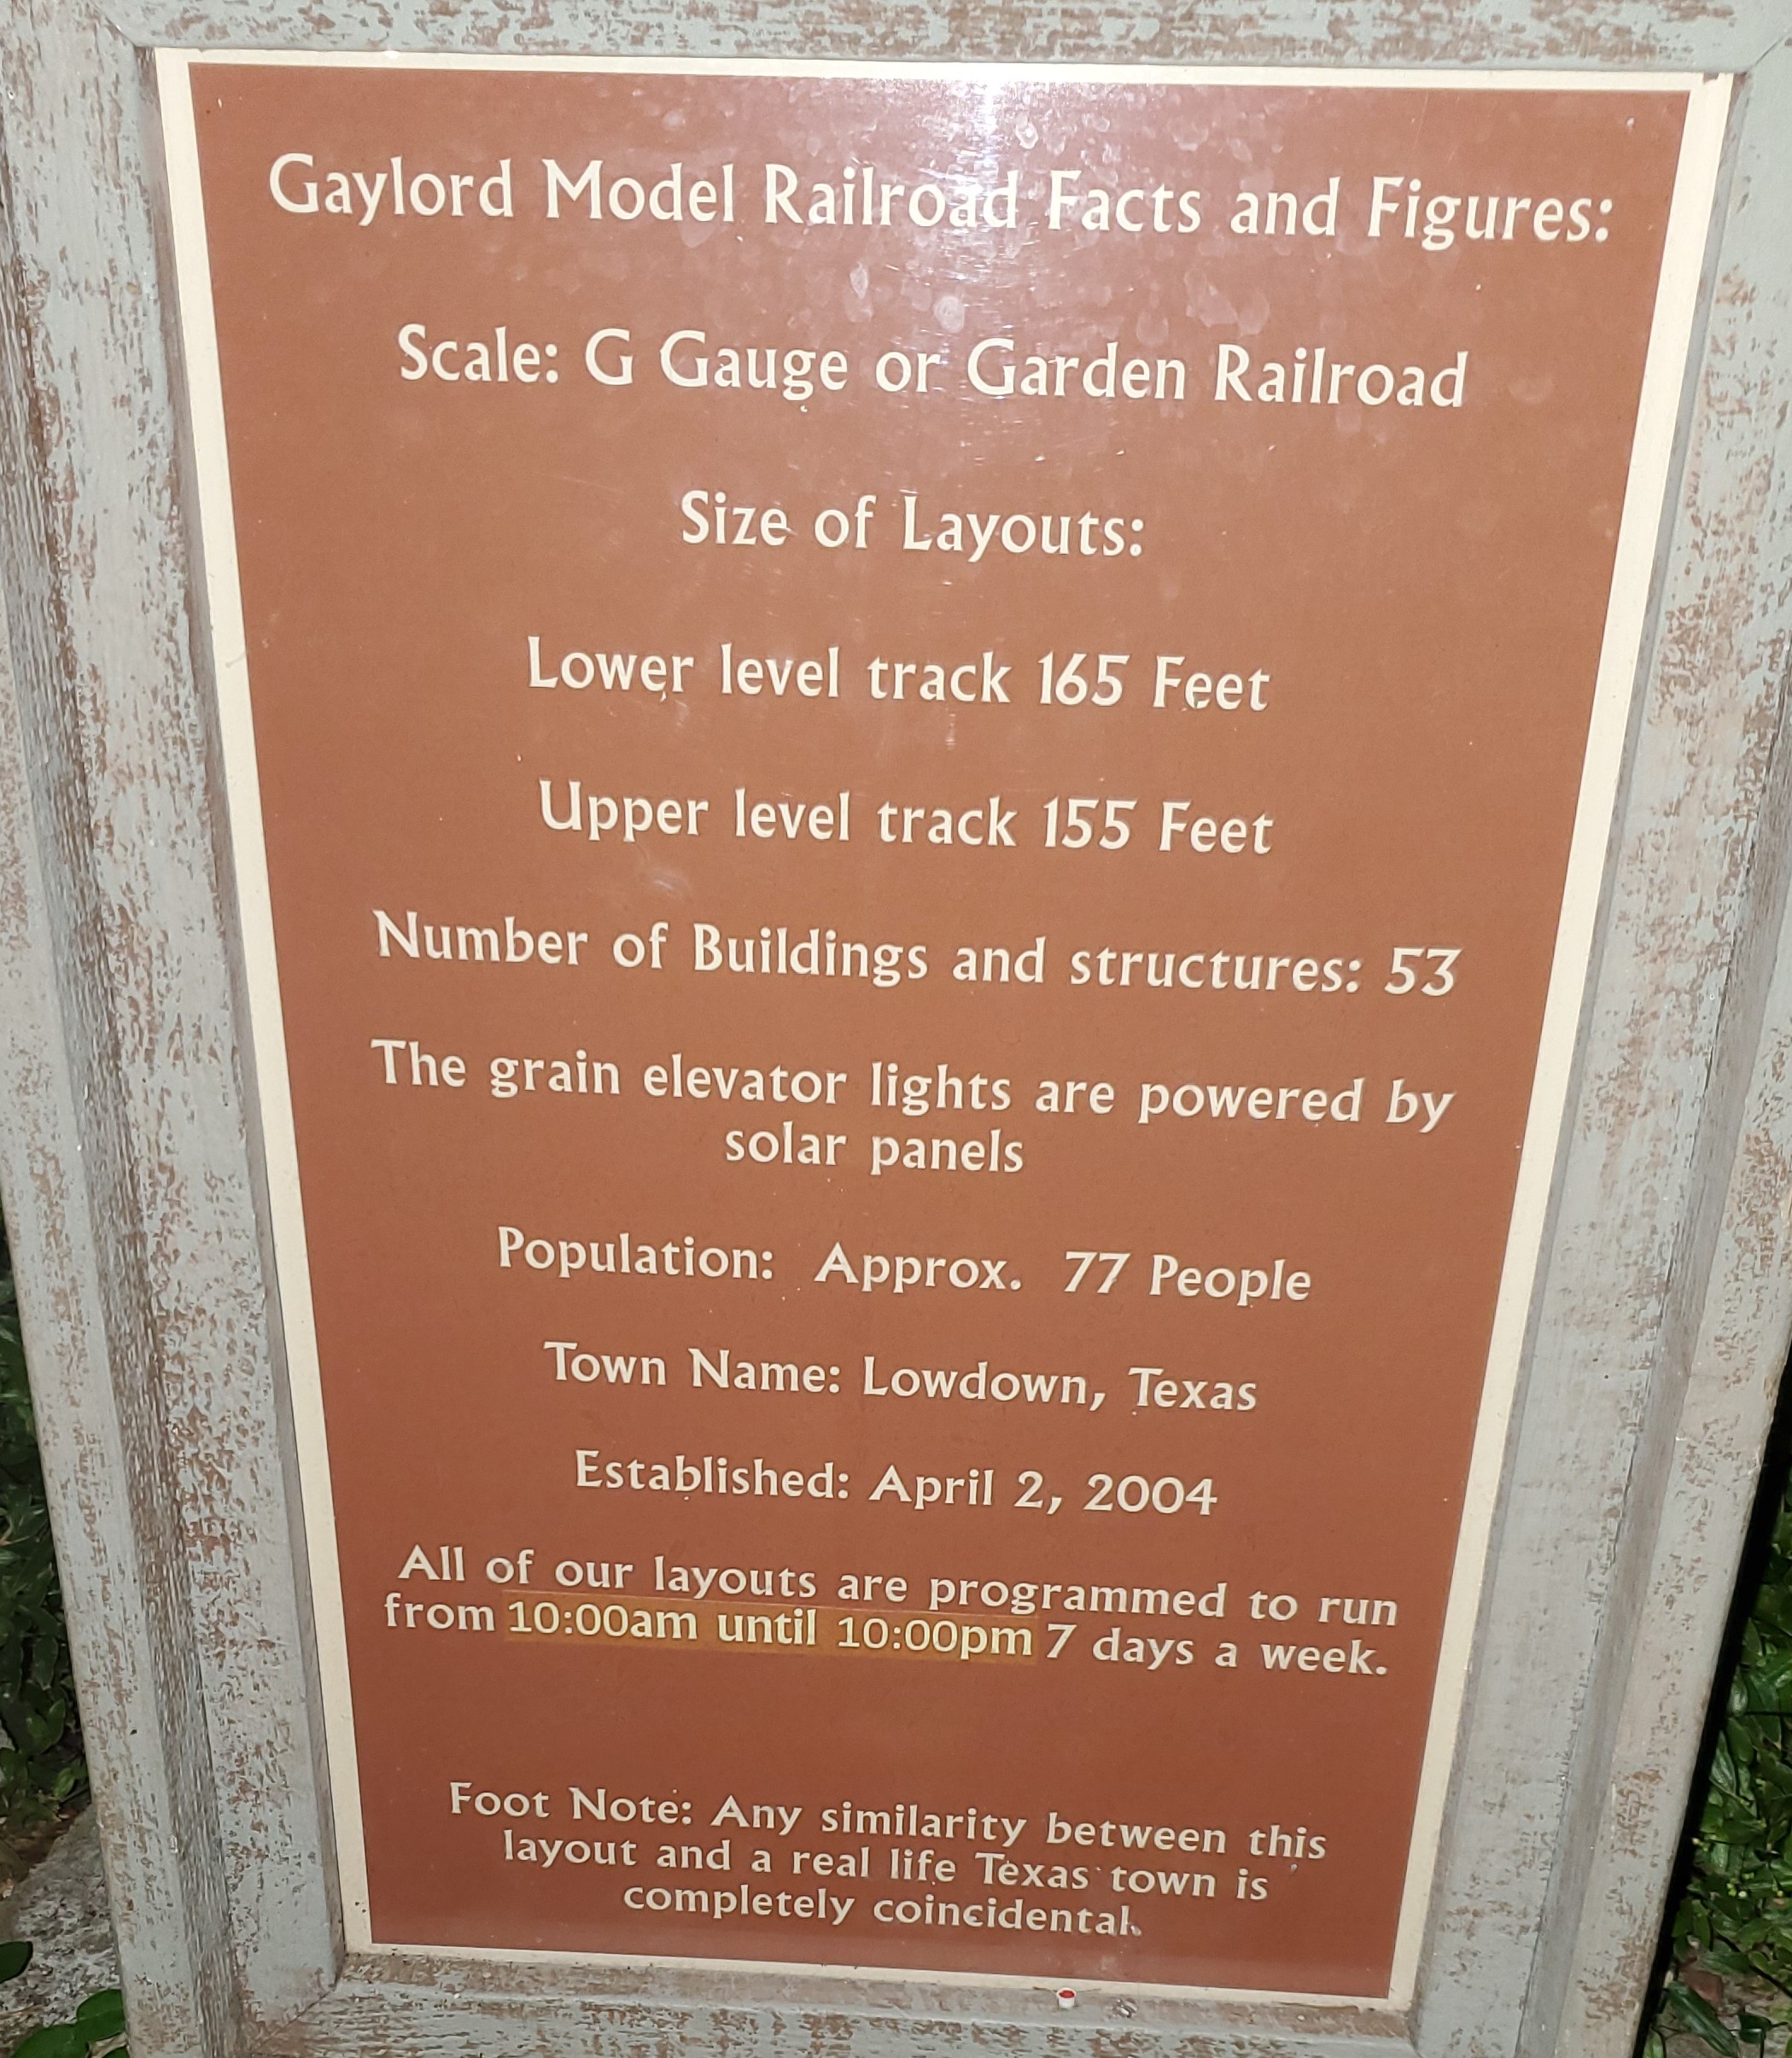 Gaylord Model Railroad Facts and Figures:
Scale: G Gauge or Garden Railroad
Size of Layouts:
Lower level track 165 Feet
Upper level track 155 Feet
Number of Buildings and structures: 53
The grain elevator lights are powered by
solar panels
Population: Approx. 77 People
Town Name: Lowdown, Texas
Established: April 2, 2004
All of our layouts are programmed to run
from 10:00am until 10:00pm 7 days a week.
Foot Note: Any similarity between this
layout and a real life Texas town is
completely coincidental.